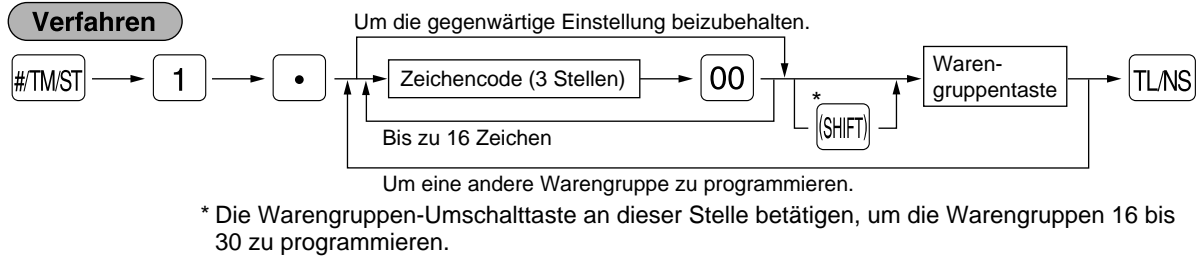 Verfahren
Um die gegenwärtige Einstellung beizubehalten.
#/TM/ST 1 • Zeichencode (3 Stellen) 00 * (SHIFT) Waren-
gruppentaste TL/NS
Bis zu 16 Zeichen
Um eine andere Warengruppe zu programmieren.
* Die Warengruppen-Umschalttaste an dieser Stelle betätigen, um die Warengruppen 16 bis
30 zu programmieren.